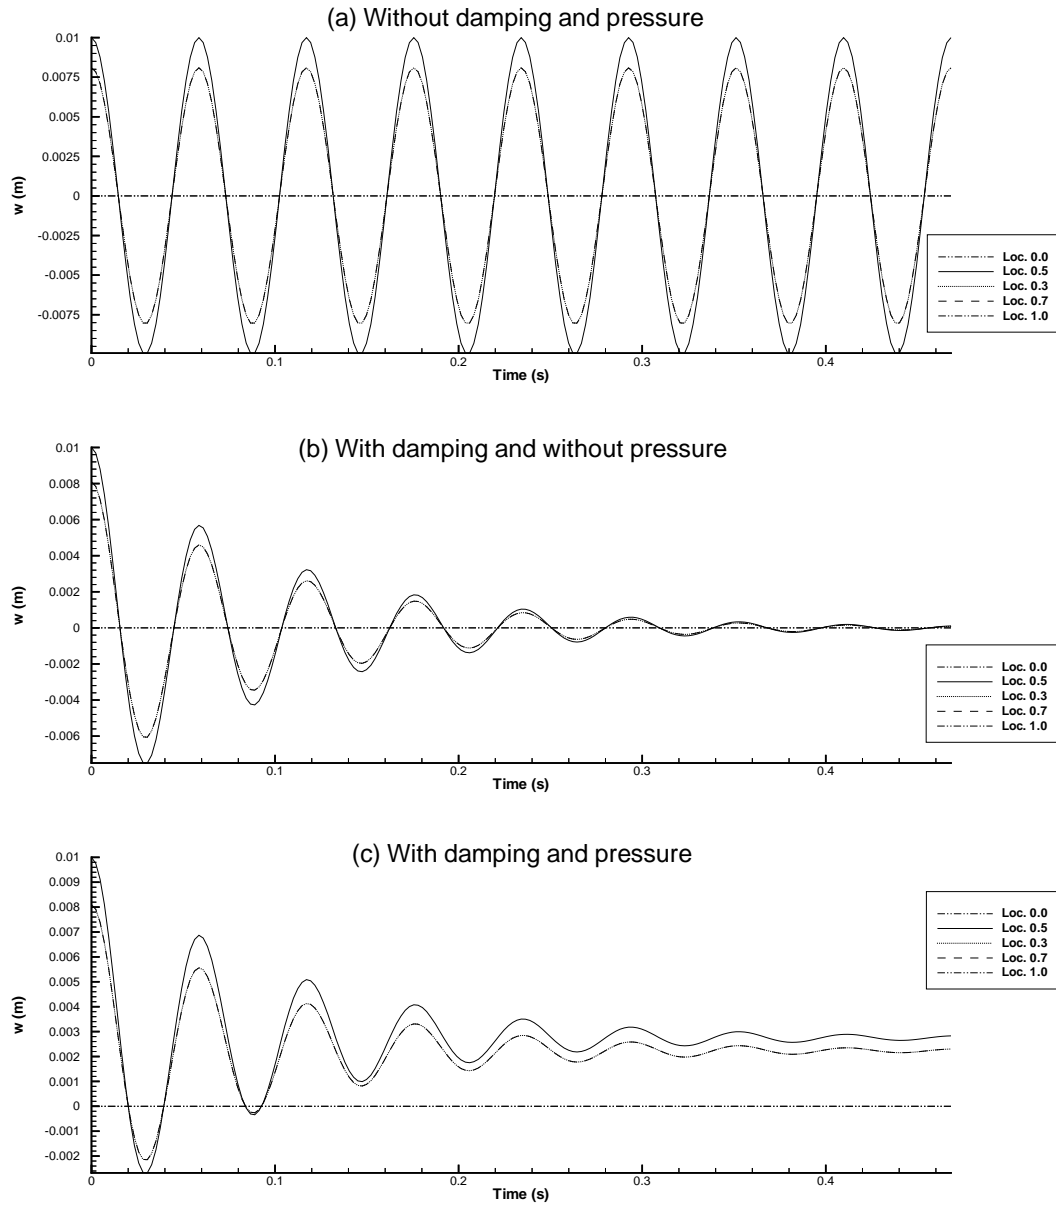 (a) Without damping and pressure
0.01
0.0075
0.005
0.0025
0
-0.0025
-0.005
-0.0075
w (m)
0 0.1 0.2 0.3 0.4
Time (s)
Loc. 0.0
Loc. 0.5
Loc. 0.3
Loc. 0.7
Loc. 1.0
(b) With damping and without pressure
0.01
0.008
0.006
0.004
0.002
0
-0.002
-0.004
-0.006
w (m)
0 0.1 0.2 0.3 0.4
Time (s)
Loc. 0.0
Loc. 0.5
Loc. 0.3
Loc. 0.7
Loc. 1.0
(c) With damping and pressure
0.01
0.009
0.008
0.007
0.006
0.005
0.004
0.003
0.002
0.001
0
-0.001
-0.002
w (m)
0 0.1 0.2 0.3 0.4
Time (s)
Loc. 0.0
Loc. 0.5
Loc. 0.3
Loc. 0.7
Loc. 1.0